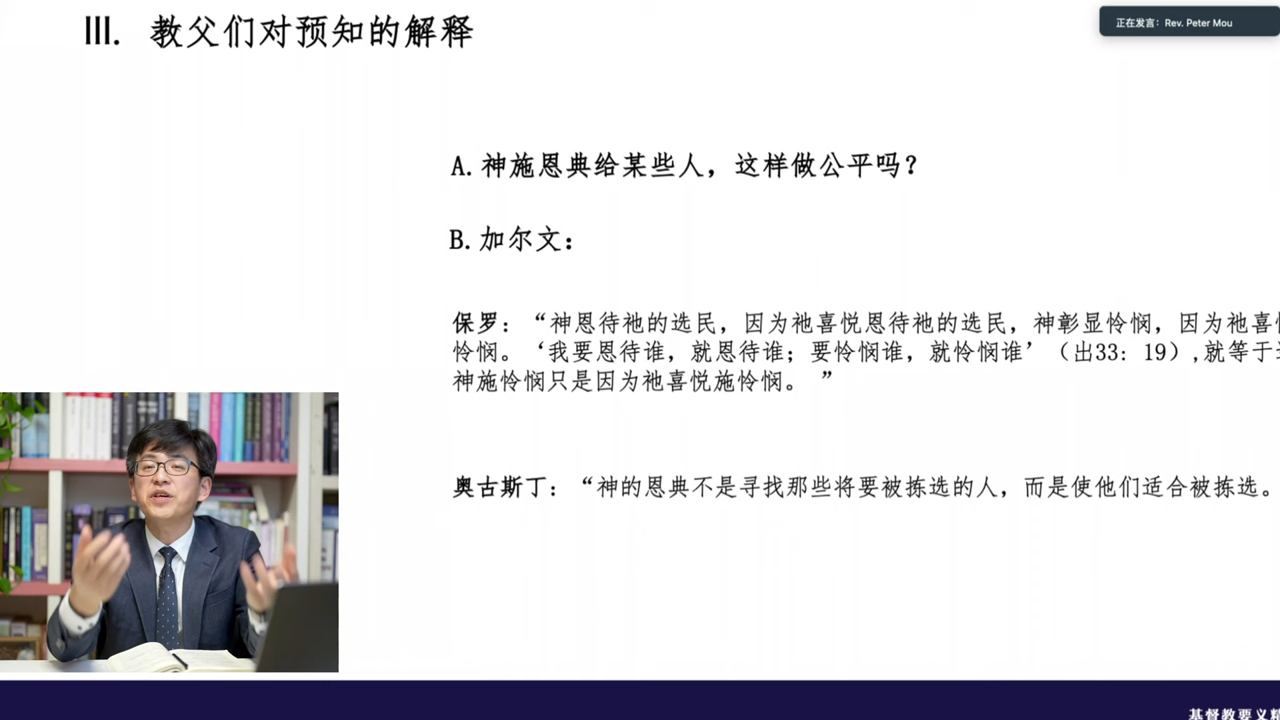 III. 教父们对预知的解释
正在发言: Rev. Peter Mou
A. 神施恩典给某些人，这样做公平吗？
B. 加尔文：
保罗：“神恩待祂的选民，因为祂喜悦恩待祂的选民，神彰显怜悯，因为祂喜
怜悯。‘我要恩待谁，就恩待谁；要怜悯谁，就怜悯谁’（出33：19）,就等于
神施怜悯只是因为祂喜悦施怜悯。 ”
奥古斯丁：“神的恩典不是寻找那些将要被拣选的人，而是使他们适合被拣选。
基督教要义